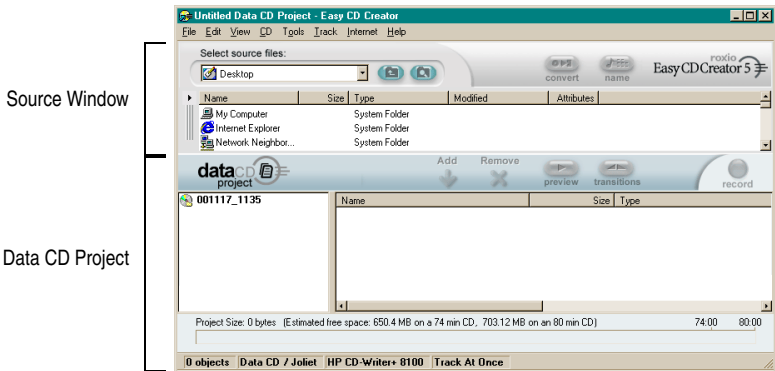 Untitled Data CD Project - Easy CD Creator
File Edit View CD Tools Track Internet Help
Select source files:
Desktop
convert name
roxio
Easy CD Creator 5
Source Window
Name Size Type Modified Attributes
My Computer System Folder
Internet Explorer System Folder
Network Neighbor... System Folder
datacd project
Add Remove preview transitions record
001117_1135
Name Size Type
Data CD Project
Project Size: 0 bytes (Estimated free space: 650.4 MB on a 74 min CD, 703.12 MB on an 80 min CD) 74:00 80:00
0 objects Data CD / Joliet HP CD-Writer+ 8100 Track At Once